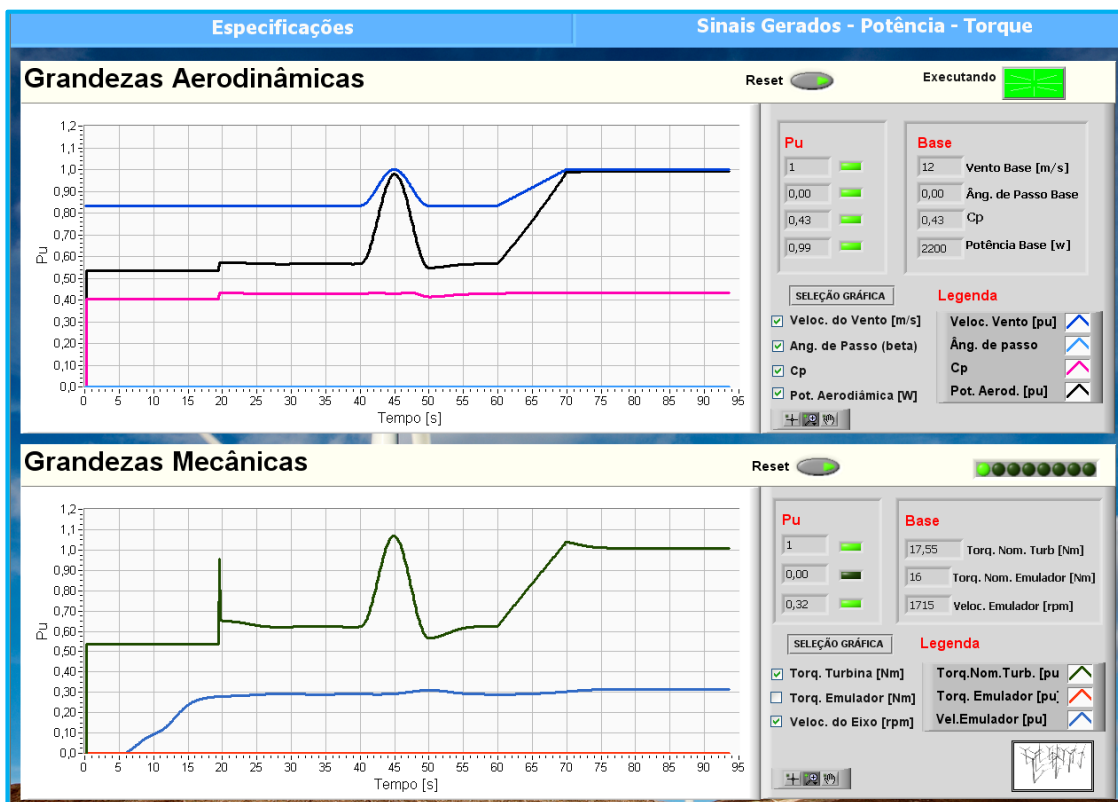 Especificações
Sinais Gerados - Potência - Torque
Grandezas Aerodinâmicas
Reset
Executando
1,2
1,1
1,0
0,90
0,80
0,70
0,60
0,50
0,40
0,30
0,20
0,10
0,0
Pu
0 5 10 15 20 25 30 35 40 45 50 55 60 65 70 75 80 85 90 95
Tempo [s]
Pu
1
0,00
0,43
0,99
Base
12 Vento Base [m/s]
0,00 Âng. de Passo Base
0,43 Cp
2200 Potência Base [w]
SELEÇÃO GRÁFICA
Veloc. do Vento [m/s]
Ang. de Passo (beta)
Cp
Pot. Aerodiâmica [W]
Legenda
Veloc. Vento [pu]
Âng. de passo
Cp
Pot. Aerod. [pu]
Grandezas Mecânicas
Reset
1,2
1,1
1,0
0,90
0,80
0,70
0,60
0,50
0,40
0,30
0,20
0,10
0,0
Pu
0 5 10 15 20 25 30 35 40 45 50 55 60 65 70 75 80 85 90 95
Tempo [s]
Pu
1
0,00
0,32
Base
17,55 Torq. Nom. Turb [Nm]
16 Torq. Nom. Emulador [Nm]
1715 Veloc. Emulador [rpm]
SELEÇÃO GRÁFICA
Torq. Turbina [Nm]
Torq. Emulador [Nm]
Veloc. do Eixo [rpm]
Legenda
Torq.Nom.Turb. [pu
Torq. Emulador [pu]
Vel.Emulador [pu]